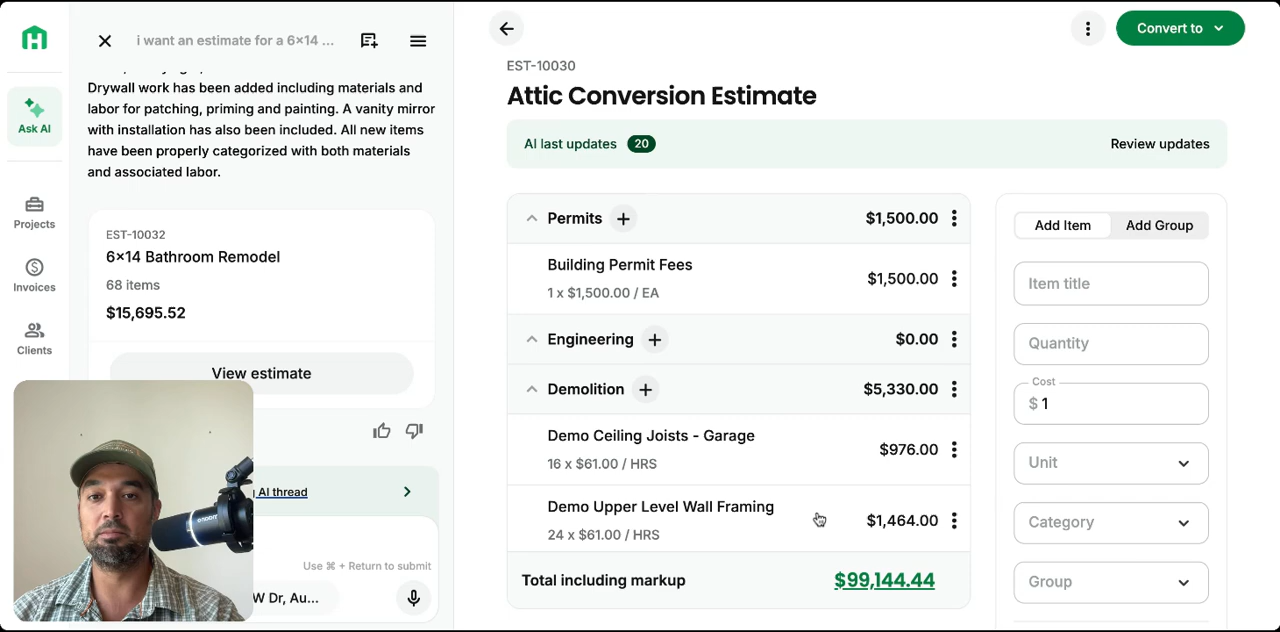 i want an estimate for a 6×14 ...
Ask AI
Projects
Invoices
Clients
Drywall work has been added including materials and
labor for patching, priming and painting. A vanity mirror
with installation has also been included. All new items
have been properly categorized with both materials
and associated labor.
EST-10032
6×14 Bathroom Remodel
68 items
$15,695.52
View estimate
AI thread
Use ⌘ + Return to submit
W Dr, Au...
Convert to
EST-10030
Attic Conversion Estimate
AI last updates 20
Review updates
Permits
$1,500.00
Building Permit Fees
1 x $1,500.00 / EA
$1,500.00
Engineering
$0.00
Demolition
$5,330.00
Demo Ceiling Joists - Garage
16 x $61.00 / HRS
$976.00
Demo Upper Level Wall Framing
24 x $61.00 / HRS
$1,464.00
Total including markup
$99,144.44
Add Item
Add Group
Item title
Quantity
Cost
$ 1
Unit
Category
Group